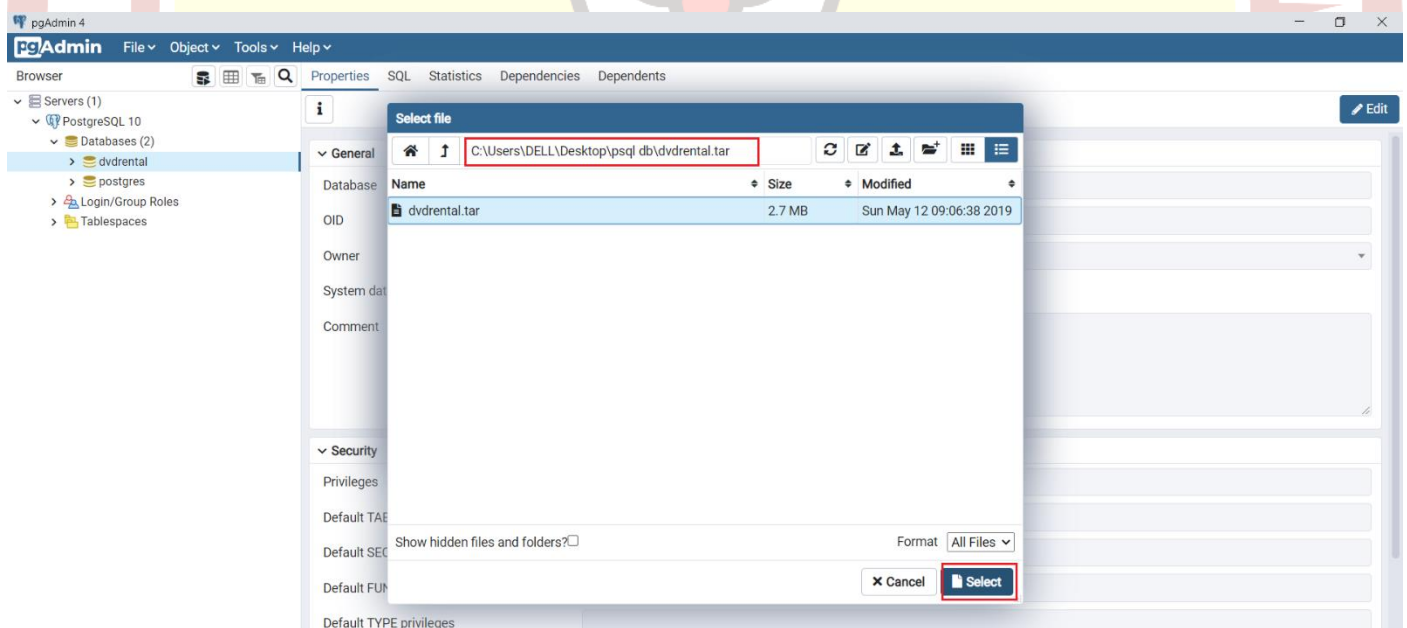 pgAdmin 4
pgAdmin File Object Tools Help
Browser Properties SQL Statistics Dependencies Dependents
Servers (1)
i Select file Edit
PostgreSQL 10
Databases (2)
General C:\Users\DELL\Desktop\psql db\dvdrental.tar
dvdrental
postgres
Database Name Size Modified
Login/Group Roles
dvdrental.tar 2.7 MB Sun May 12 09:06:38 2019
Tablespaces
OID
Owner
System dat
Comment
Security
Privileges
Default TAB
Show hidden files and folders? Format All Files
Default SEC
Cancel Select
Default FUN
Default TYPE privileges